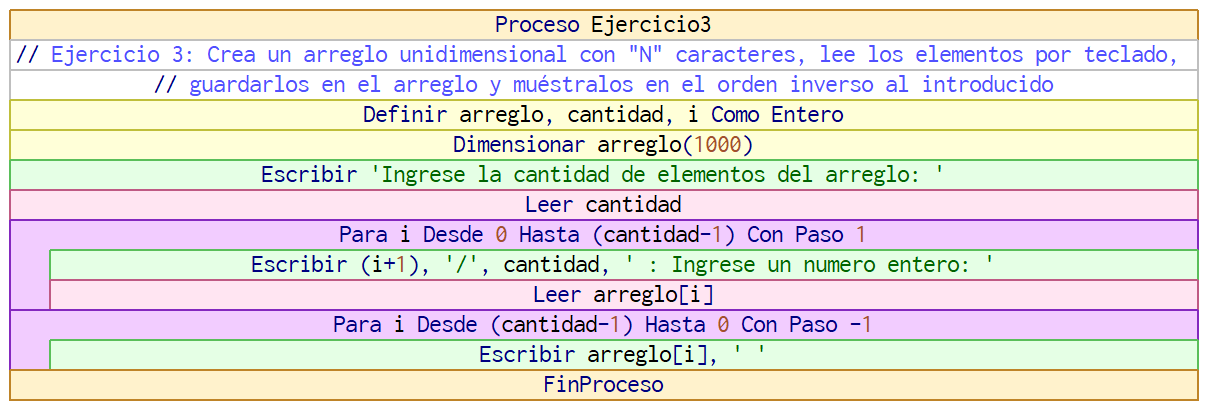 Proceso Ejercicio3
// Ejercicio 3: Crea un arreglo unidimensional con "N" caracteres, lee los elementos por teclado,
// guardarlos en el arreglo y muéstralos en el orden inverso al introducido
Definir arreglo, cantidad, i Como Entero
Dimensionar arreglo(1000)
Escribir 'Ingrese la cantidad de elementos del arreglo: '
Leer cantidad
Para i Desde 0 Hasta (cantidad-1) Con Paso 1
Escribir (i+1), '/', cantidad, ' : Ingrese un numero entero: '
Leer arreglo[i]
Para i Desde (cantidad-1) Hasta 0 Con Paso -1
Escribir arreglo[i], ' '
FinProceso